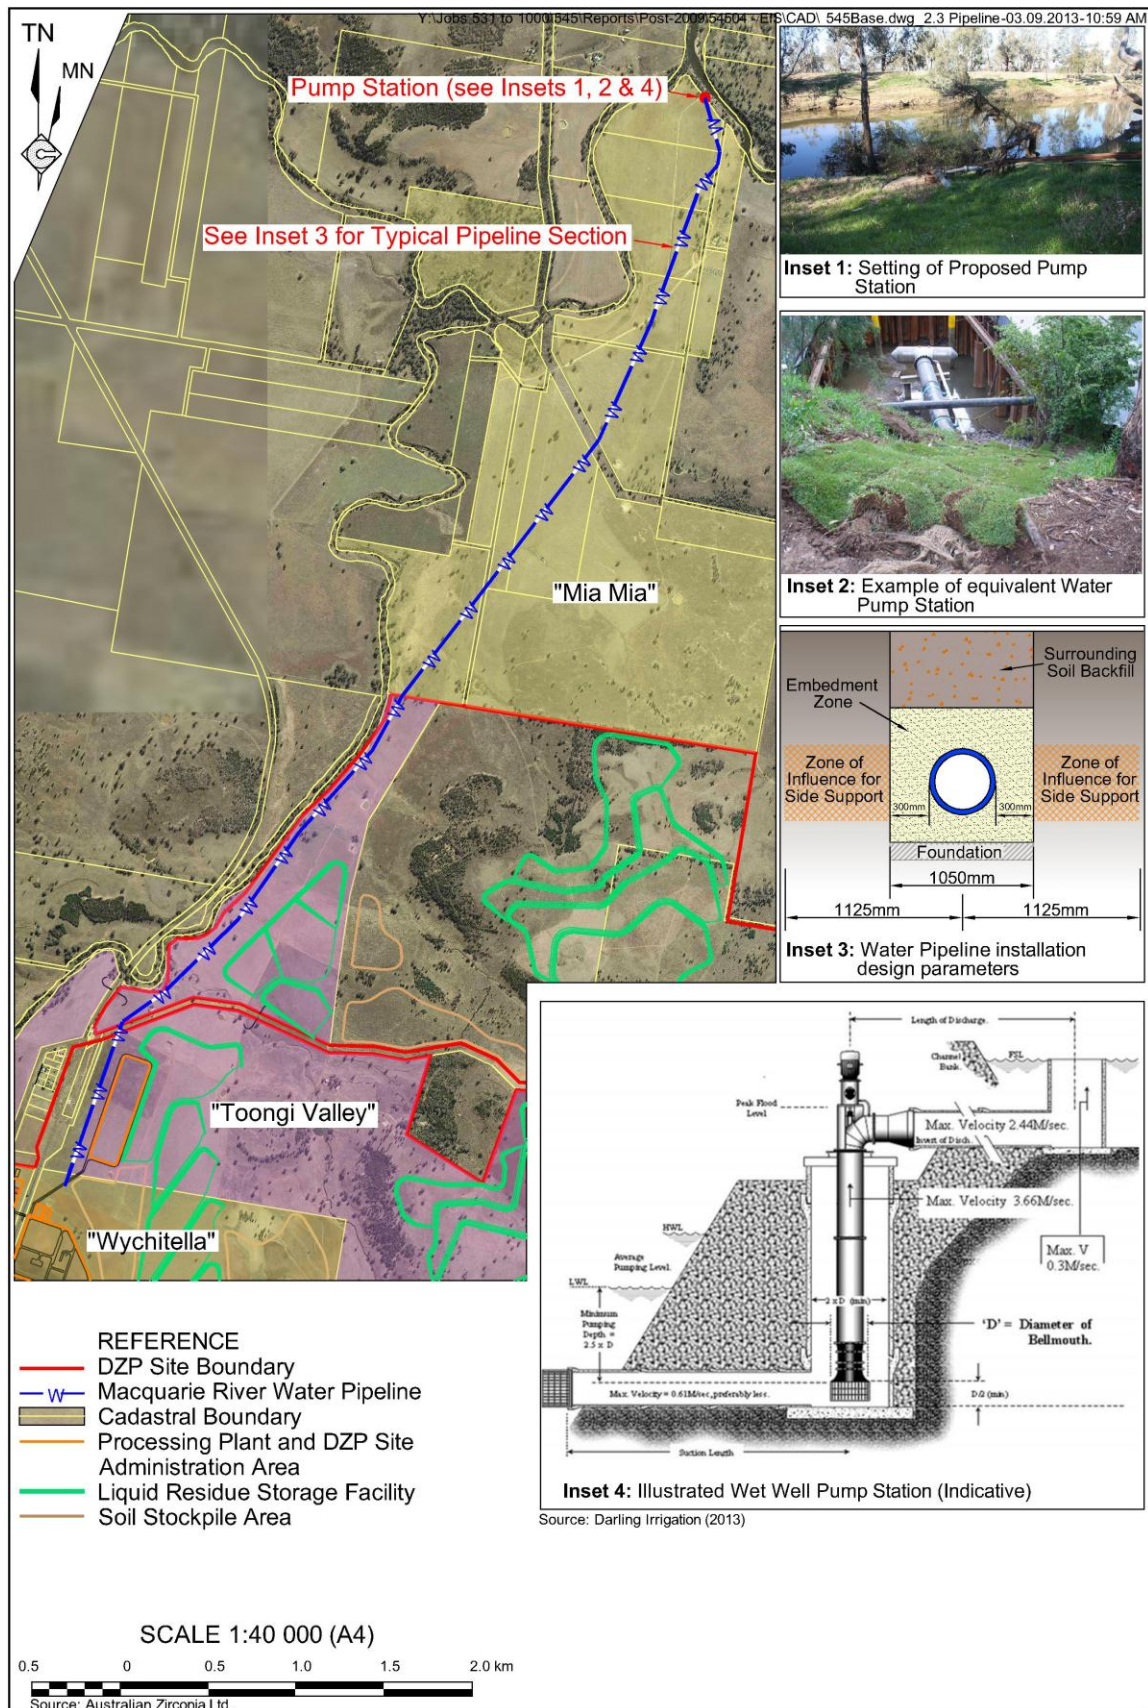 Y:\Jobs 531 to 1000\545\Reports\Post-2009\54504 - EIS\CAD\ 545Base.dwg 2.3 Pipeline-03.09.2013-10:59 AM
TN
MN
Pump Station (see Insets 1, 2 & 4)
W
See Inset 3 for Typical Pipeline Section
W
W
W
W
W
W
W
W
"Mia Mia"
W
W
W
W
W
W
W
W
W
W
W
W
"Toongi Valley"
"Wychitella"
Inset 1: Setting of Proposed Pump
Station
Inset 2: Example of equivalent Water
Pump Station
Surrounding
Soil Backfill
Embedment
Zone
Zone of
Influence for
Side Support
Zone of
Influence for
Side Support
300mm
300mm
Foundation
1050mm
1125mm
1125mm
Inset 3: Water Pipeline installation
design parameters
Length of Discharge.
Channel
Bank.
FSL
Peak Flood
Level
Max. Velocity 2.44M/sec.
Invert of Disch.
Max. Velocity 3.66M/sec.
HWL
Average
Pumping Level.
LWL
Max. V
0.3M/sec.
2 x D (min)
Minimum
Pumping
Depth =
2.5 x D
'D' = Diameter of
Bellmouth.
Max. Velocity = 0.61M/sec, preferably less.
D/2 (min)
Suction Length
Inset 4: Illustrated Wet Well Pump Station (Indicative)
Source: Darling Irrigation (2013)
REFERENCE
DZP Site Boundary
W Macquarie River Water Pipeline
Cadastral Boundary
Processing Plant and DZP Site
Administration Area
Liquid Residue Storage Facility
Soil Stockpile Area
SCALE 1:40 000 (A4)
0.5 0 0.5 1.0 1.5 2.0 km
Source: Australian Zirconia Ltd